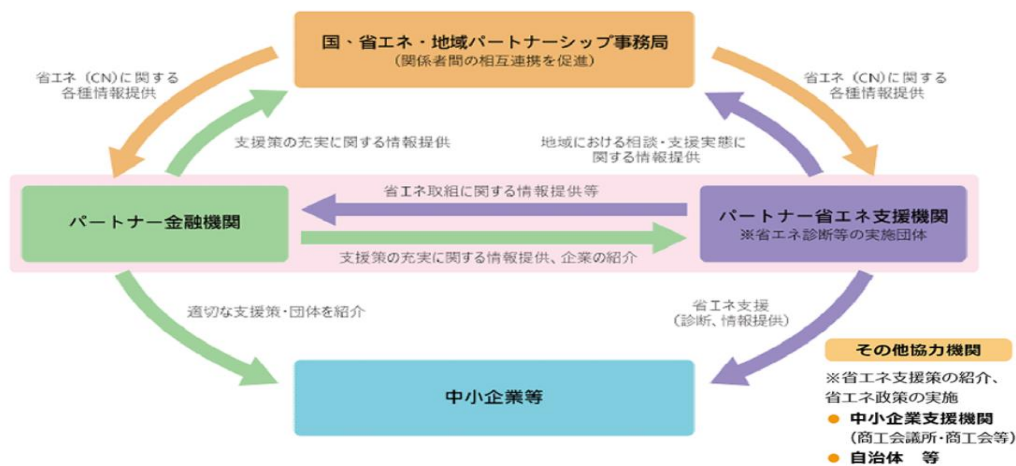 国、省エネ・地域パートナーシップ事務局
(関係者間の相互連携を促進)
省エネ（CN)に関する
各種情報提供
省エネ（CN)に関する
各種情報提供
支援策の充実に関する情報提供
地域における相談・支援実態に
関する情報提供
省エネ取組に関する情報提供等
パートナー金融機関
パートナー省エネ支援機関
※省エネ診断等の実施団体
支援策の充実に関する情報提供、企業の紹介
適切な支援策・団体を紹介
省エネ支援
(診断、情報提供)
中小企業等
その他協力機関
※省エネ支援策の紹介、
省エネ政策の実施
● 中小企業支援機関
(商工会議所・商工会等)
● 自治体　等